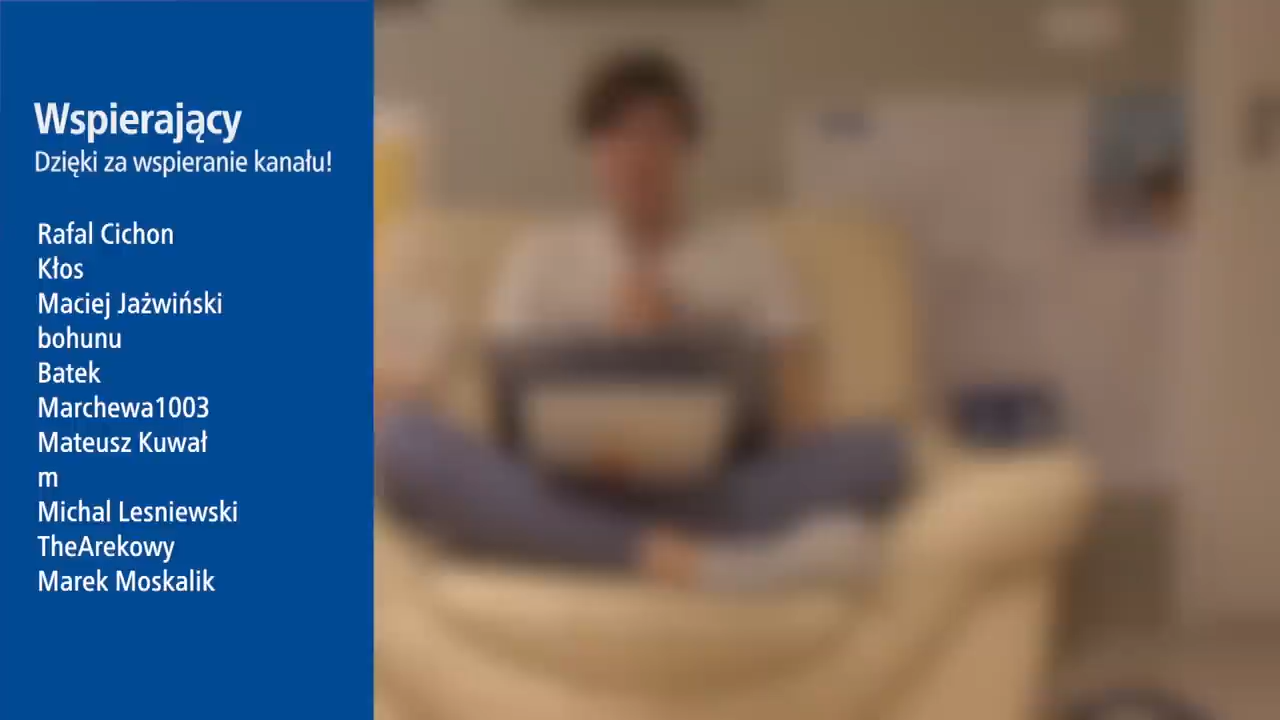 Wspierający
Dzięki za wspieranie kanału!
Rafal Cichon
Kłos
Maciej Jażwiński
bohunu
Batek
Marchewa1003
Mateusz Kuwał
m
Michal Lesniewski
TheArekowy
Marek Moskalik